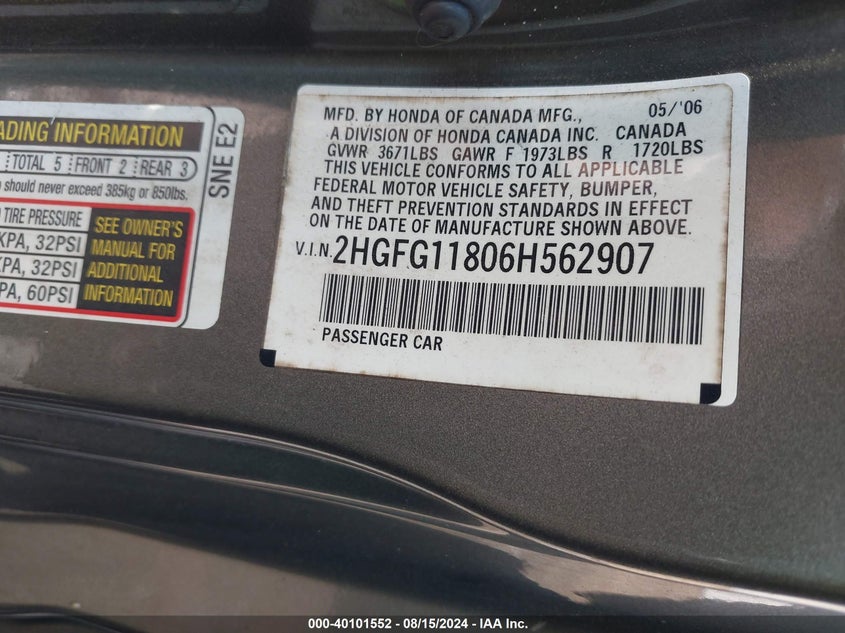 ADING INFORMATION
TOTAL 5 FRONT 2 REAR 3
should never exceed 385kg or 850lbs.
TIRE PRESSURE
KPA, 32PSI
KPA, 32PSI
PA, 60PSI
SEE OWNER'S
MANUAL FOR
ADDITIONAL
INFORMATION
SNE E2
MFD. BY HONDA OF CANADA MFG., 05/'06
A DIVISION OF HONDA CANADA INC. CANADA
GVWR 3671LBS GAWR F 1973LBS R 1720LBS
THIS VEHICLE CONFORMS TO ALL APPLICABLE
FEDERAL MOTOR VEHICLE SAFETY, BUMPER,
AND THEFT PREVENTION STANDARDS IN EFFECT
ON THE DATE OF MANUFACTURE SHOWN ABOVE.
V.I.N. 2HGFG11806H562907
PASSENGER CAR
000-40101552 - 08/15/2024 - IAA Inc.